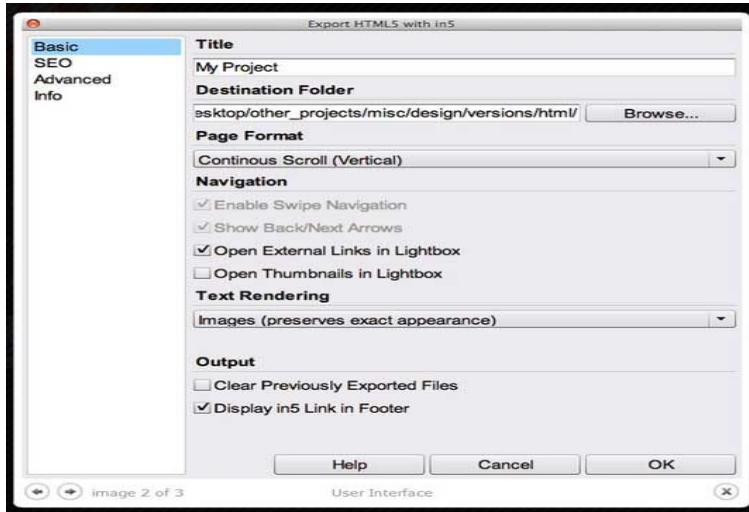 Export HTML5 with in5
Basic
SEO
Advanced
Info
Title
My Project
Destination Folder
esktop/other_projects/misc/design/versions/html/
Browse...
Page Format
Continous Scroll (Vertical)
Navigation
Enable Swipe Navigation
Show Back/Next Arrows
Open External Links in Lightbox
Open Thumbnails in Lightbox
Text Rendering
Images (preserves exact appearance)
Output
Clear Previously Exported Files
Display in5 Link in Footer
Help Cancel OK
image 2 of 3 User Interface